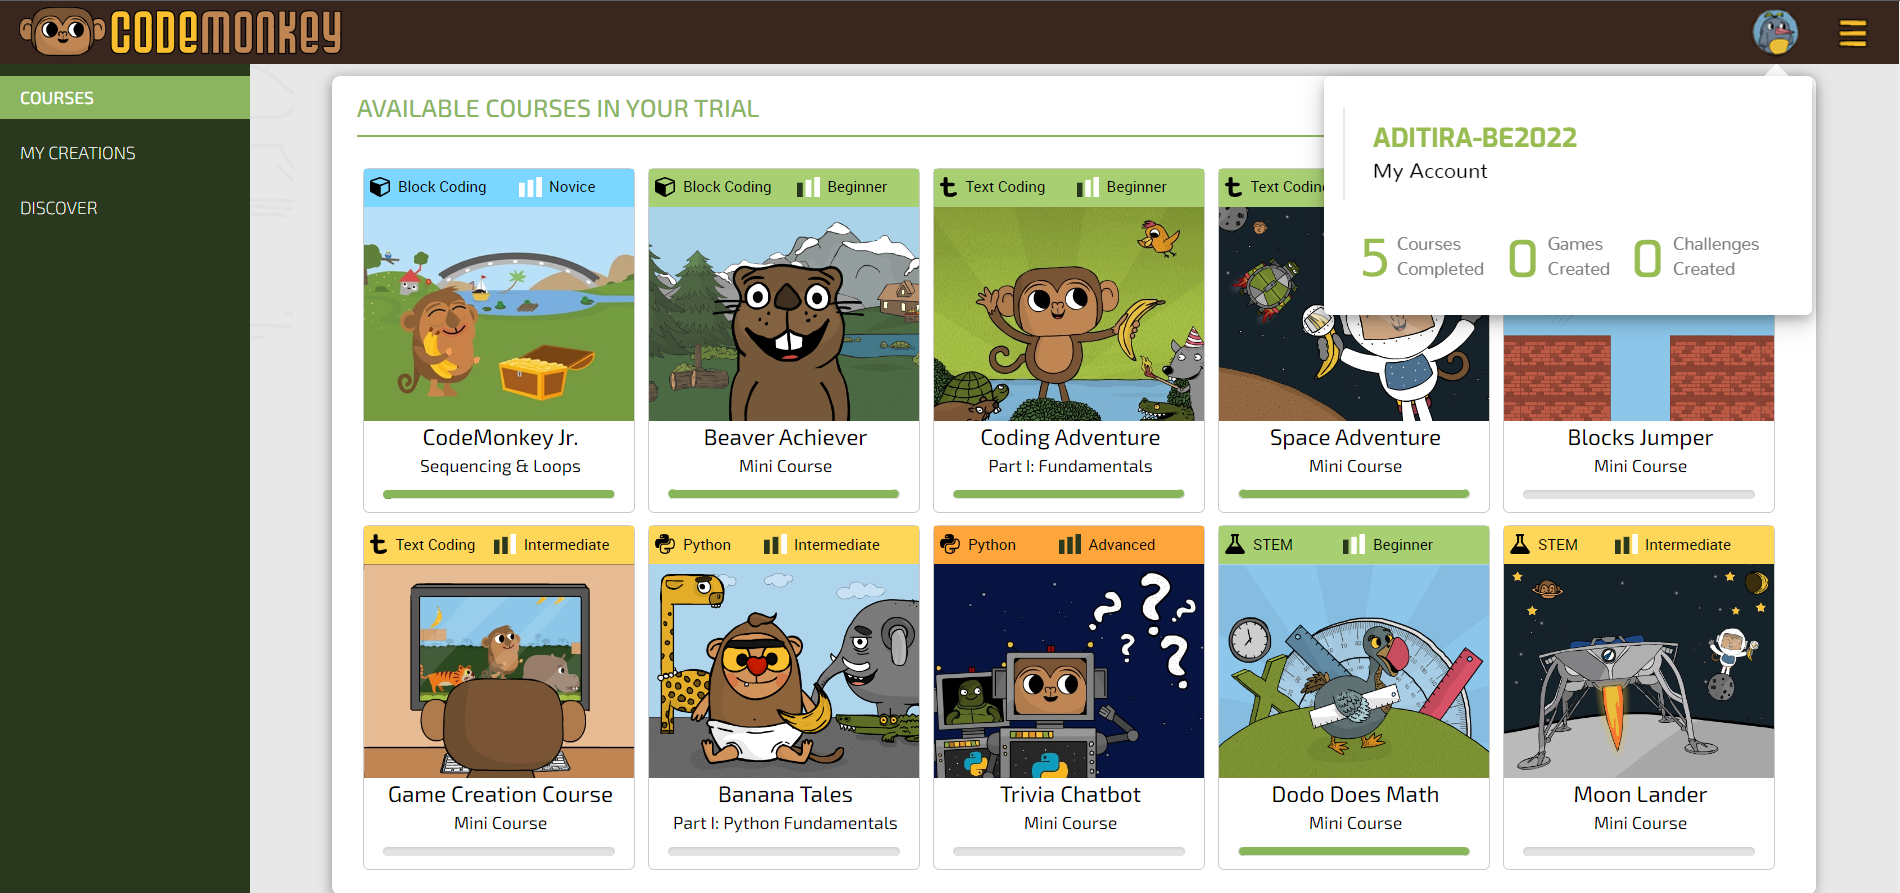 CODEMONKEY
COURSES
MY CREATIONS
DISCOVER
AVAILABLE COURSES IN YOUR TRIAL
ADITIRA-BE2022
My Account
5 Courses Completed
0 Games Created
0 Challenges Created
Block Coding Novice
CodeMonkey Jr.
Sequencing & Loops
Block Coding Beginner
Beaver Achiever
Mini Course
Text Coding Beginner
Coding Adventure
Part I: Fundamentals
Text Codin
Space Adventure
Mini Course
Blocks Jumper
Mini Course
Text Coding Intermediate
Game Creation Course
Mini Course
Python Intermediate
Banana Tales
Part I: Python Fundamentals
Python Advanced
Trivia Chatbot
Mini Course
STEM Beginner
Dodo Does Math
Mini Course
STEM Intermediate
Moon Lander
Mini Course